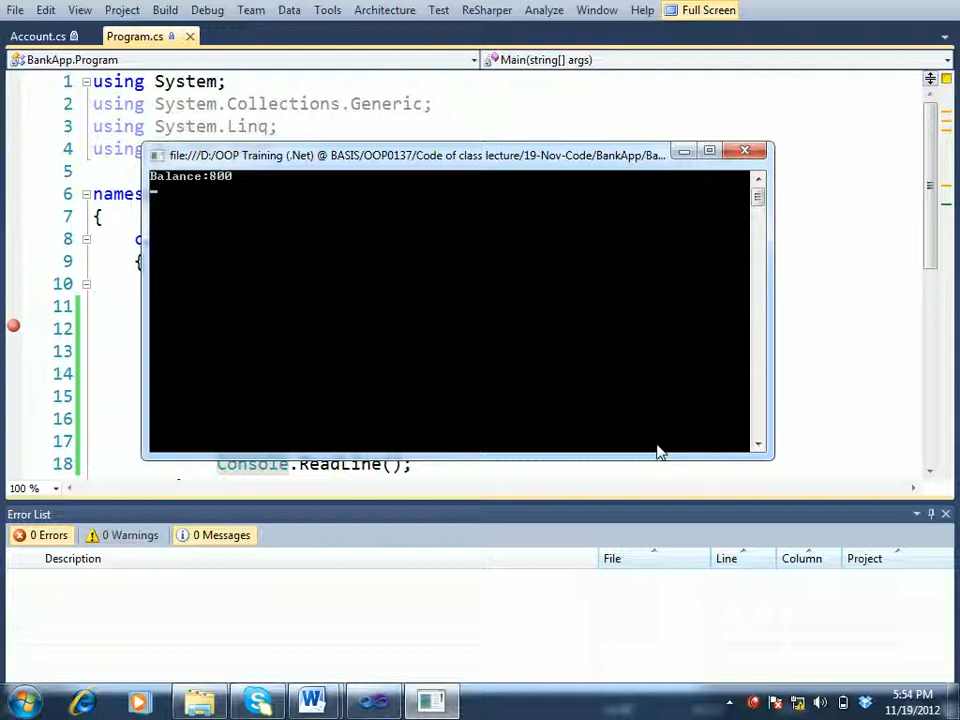 File Edit View Project Build Debug Team Data Tools Architecture Test ReSharper Analyze Window Help Full Screen
Account.cs Program.cs
BankApp.Program Main(string[] args)
1 using System;
2 using System.Collections.Generic;
3 using System.Linq;
4 using
5
6 names
7 {
8 c
9 {
10
11
12
13
14
15
16
17
18 Console.ReadLine();
file:///D:/OOP Training (.Net) @ BASIS/OOP0137/Code of class lecture/19-Nov-Code/BankApp/Ba...
Balance:800
100 %
Error List
0 Errors 0 Warnings 0 Messages
Description File Line Column Project
5:54 PM
11/19/2012